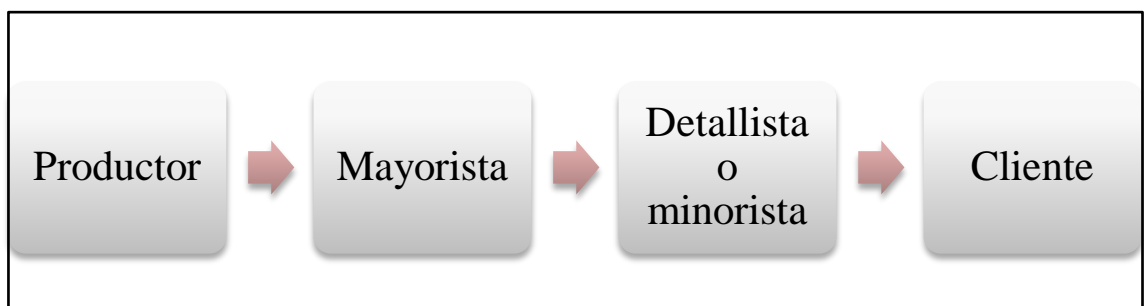 Productor
Mayorista
Detallista
o
minorista
Cliente